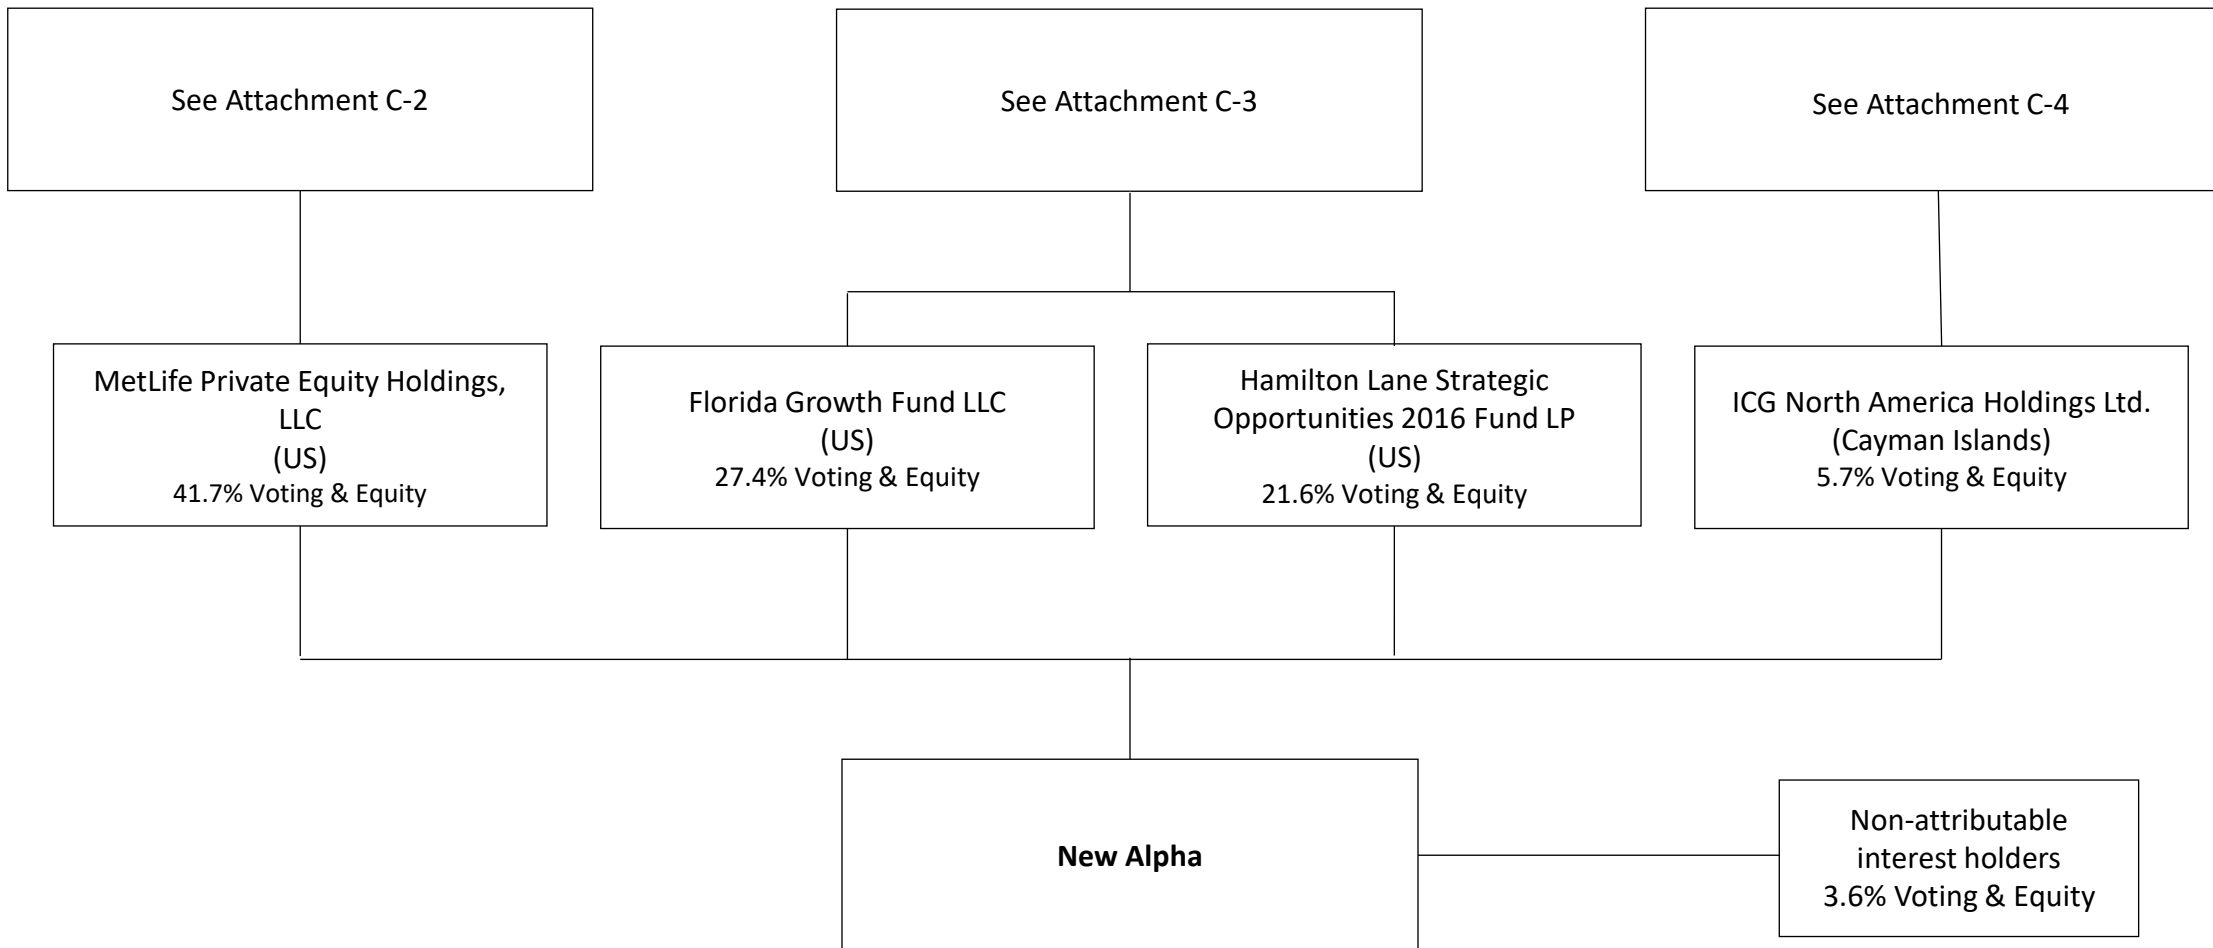 See Attachment C-2
See Attachment C-3
See Attachment C-4
MetLife Private Equity Holdings,
LLC
(US)
41.7% Voting & Equity
Florida Growth Fund LLC
(US)
27.4% Voting & Equity
Hamilton Lane Strategic
Opportunities 2016 Fund LP
(US)
21.6% Voting & Equity
ICG North America Holdings Ltd.
(Cayman Islands)
5.7% Voting & Equity
New Alpha
Non-attributable
interest holders
3.6% Voting & Equity